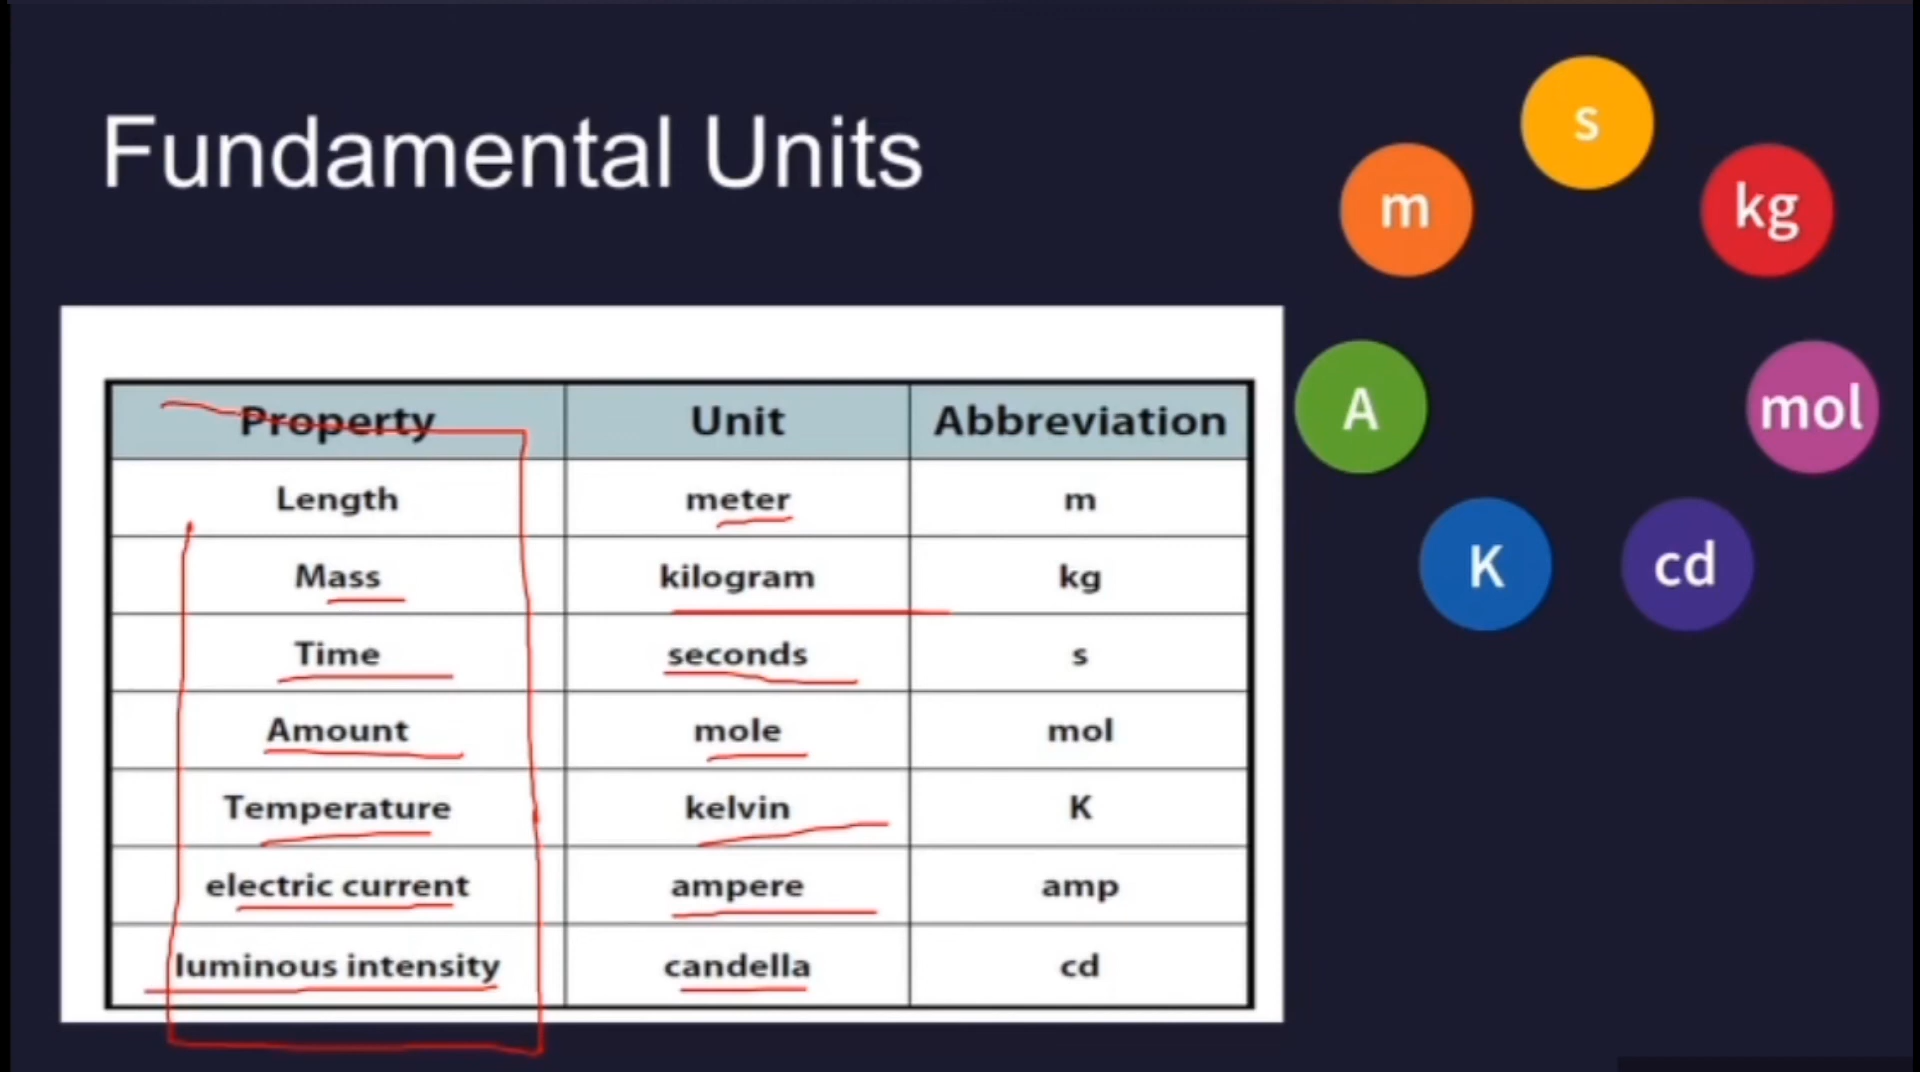 Fundamental Units
s
m
kg
A
mol
K
cd
Property Unit Abbreviation
Length meter m
Mass kilogram kg
Time seconds s
Amount mole mol
Temperature kelvin K
electric current ampere amp
luminous intensity candella cd